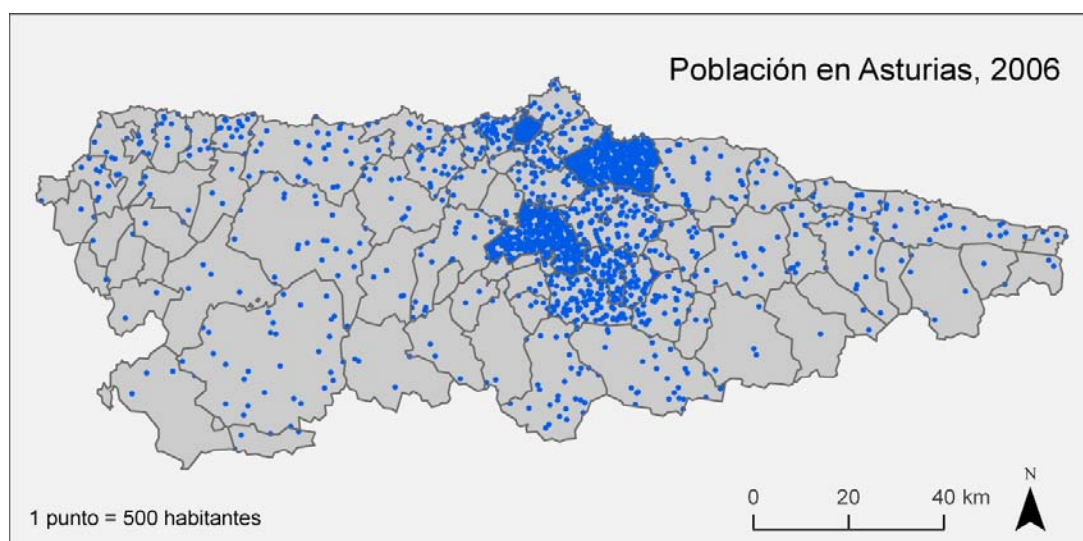 Población en Asturias, 2006
N
0 20 40 km
1 punto = 500 habitantes